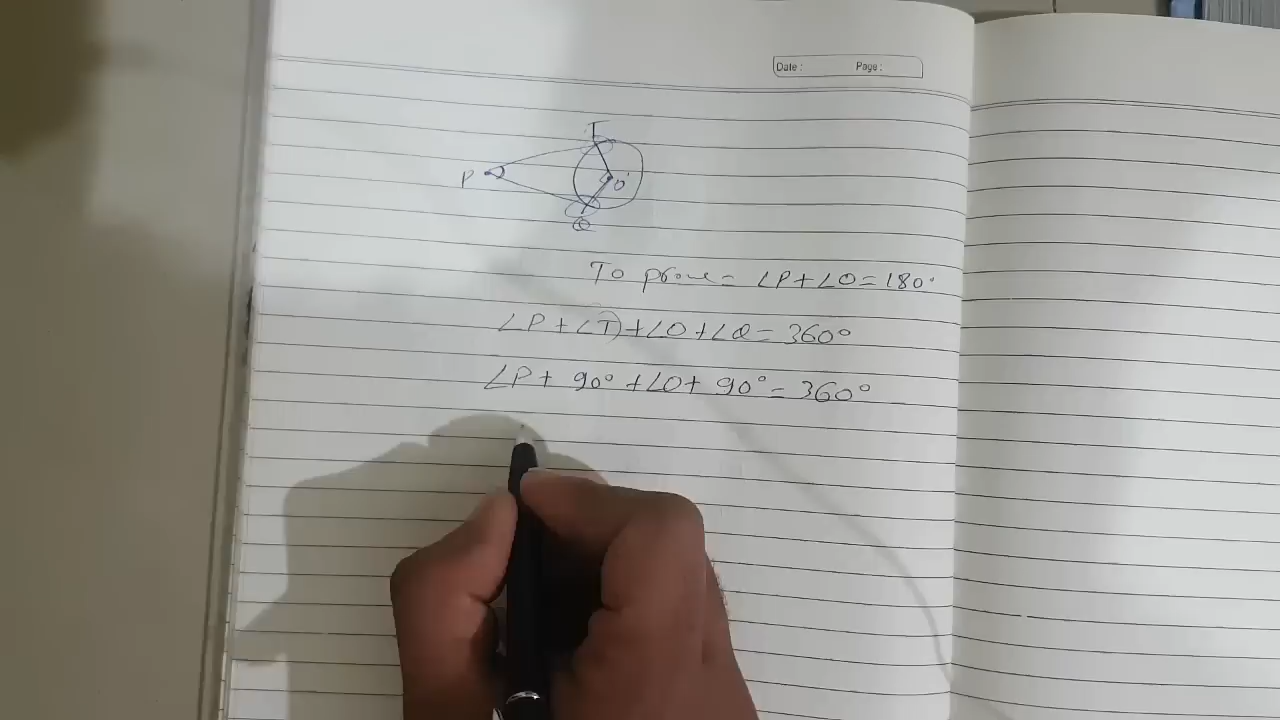 Date : Page :
T
P
O
Q
To prove = ∠P+∠O=180°
∠P+∠T+∠O+∠Q=360°
∠P+ 90° +∠O+ 90°=360°